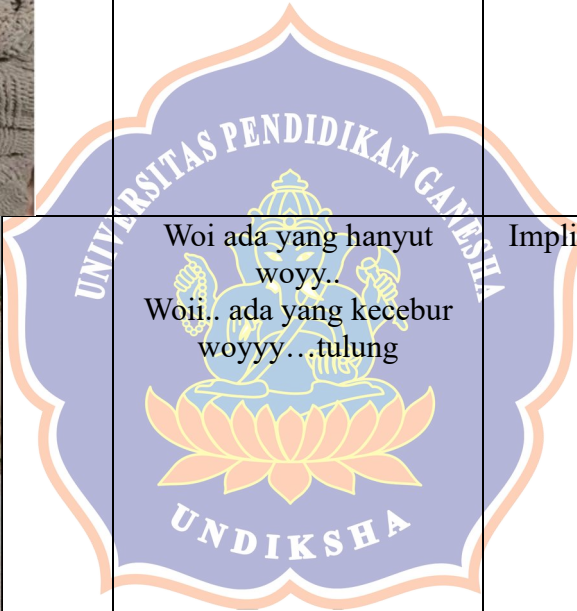 UNIVERSITAS PENDIDIKAN GANESHA
Woi ada yang hanyut
woyy..
Woii.. ada yang kecebur
woyyy…tulung
Impli
UNDIKSHA